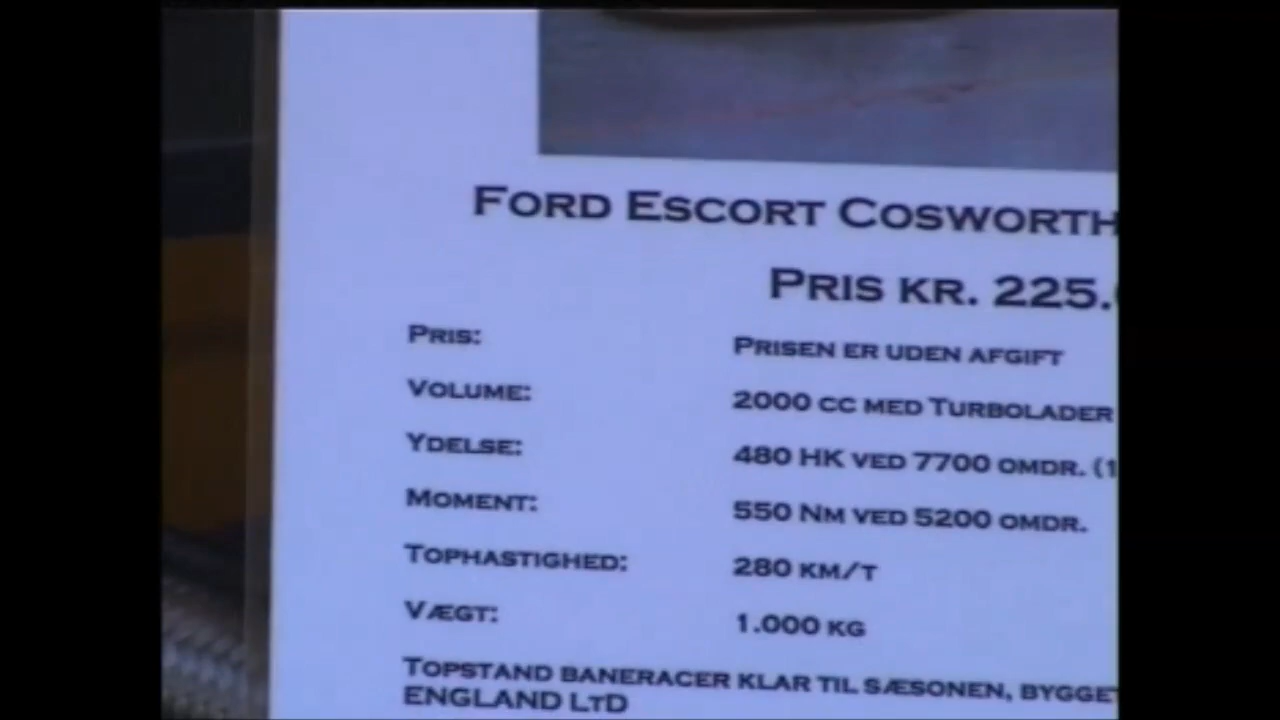 Ford Escort Cosworth
Pris kr. 225.
Pris: Prisen er uden afgift
Volume: 2000 cc med Turbolader
Ydelse: 480 HK ved 7700 omdr. (1
Moment: 550 Nm ved 5200 omdr.
Tophastighed: 280 km/t
Vægt: 1.000 kg
Topstand baneracer klar til sæsonen, bygget
ENGLAND LTD